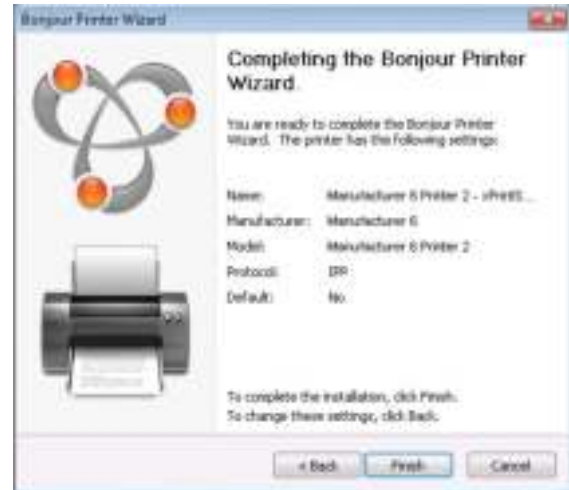 Bonjour Printer Wizard
Completing the Bonjour Printer
Wizard.
You are ready to complete the Bonjour Printer
Wizard. The printer has the following settings:
Name: Manufacturer 6 Printer 2 -
Manufacturer: Manufacturer 6
Model: Manufacturer 6 Printer 2
Protocol: IPP
Default: No
To complete the installation, click Finish.
To change these settings, click Back.
< Back Finish Cancel